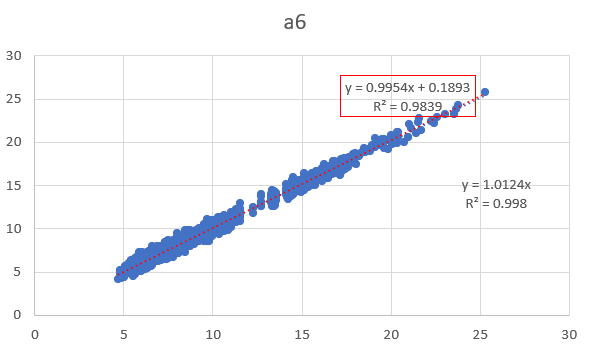 a6
30
25
20
15
10
5
0
y = 0.9954x + 0.1893
R² = 0.9839
y = 1.0124x
R² = 0.998
0 5 10 15 20 25 30